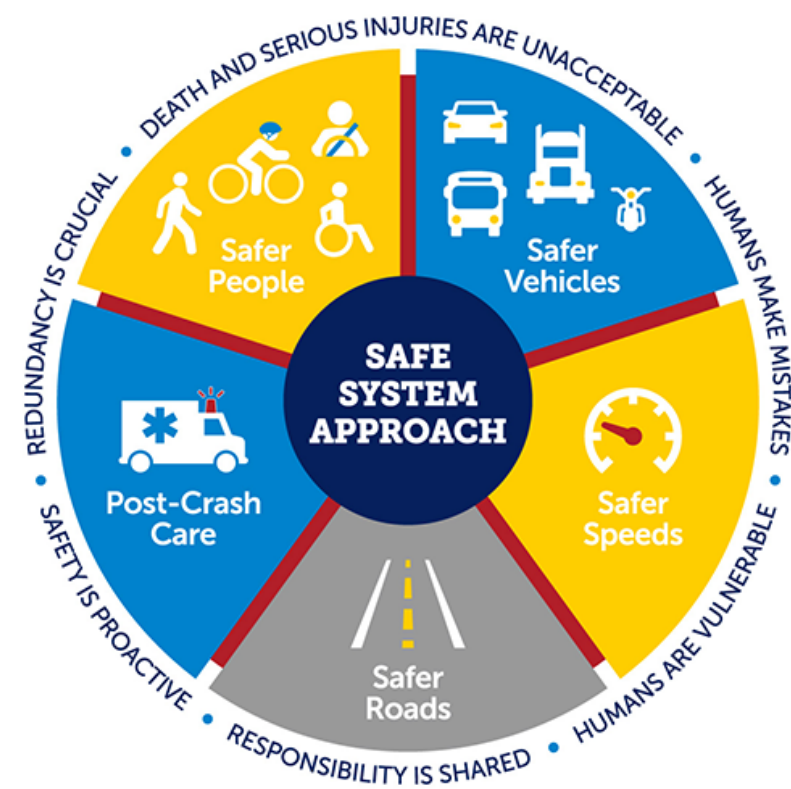 DEATH AND SERIOUS INJURIES ARE UNACCEPTABLE
HUMANS MAKE MISTAKES
HUMANS ARE VULNERABLE
RESPONSIBILITY IS SHARED
SAFETY IS PROACTIVE
REDUNDANCY IS CRUCIAL
Safer
People
Safer
Vehicles
Safer
Speeds
Safer
Roads
Post-Crash
Care
SAFE
SYSTEM
APPROACH